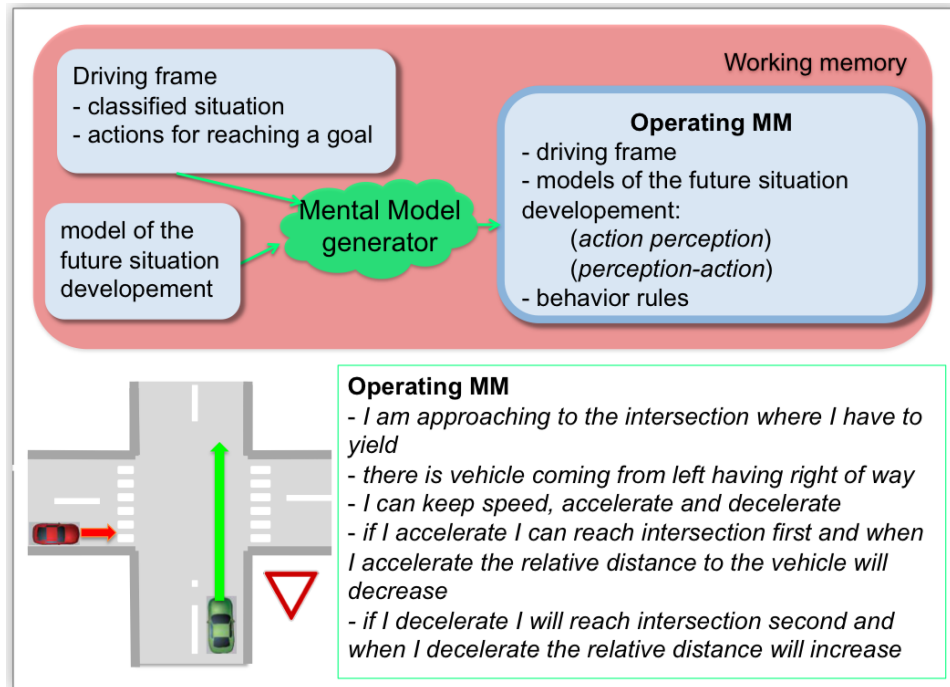 Working memory
Driving frame
- classified situation
- actions for reaching a goal
model of the
future situation
developement
Mental Model
generator
Operating MM
- driving frame
- models of the future situation
developement:
(action perception)
(perception-action)
- behavior rules
Operating MM
- I am approaching to the intersection where I have to
yield
- there is vehicle coming from left having right of way
- I can keep speed, accelerate and decelerate
- if I accelerate I can reach intersection first and when
I accelerate the relative distance to the vehicle will
decrease
- if I decelerate I will reach intersection second and
when I decelerate the relative distance will increase